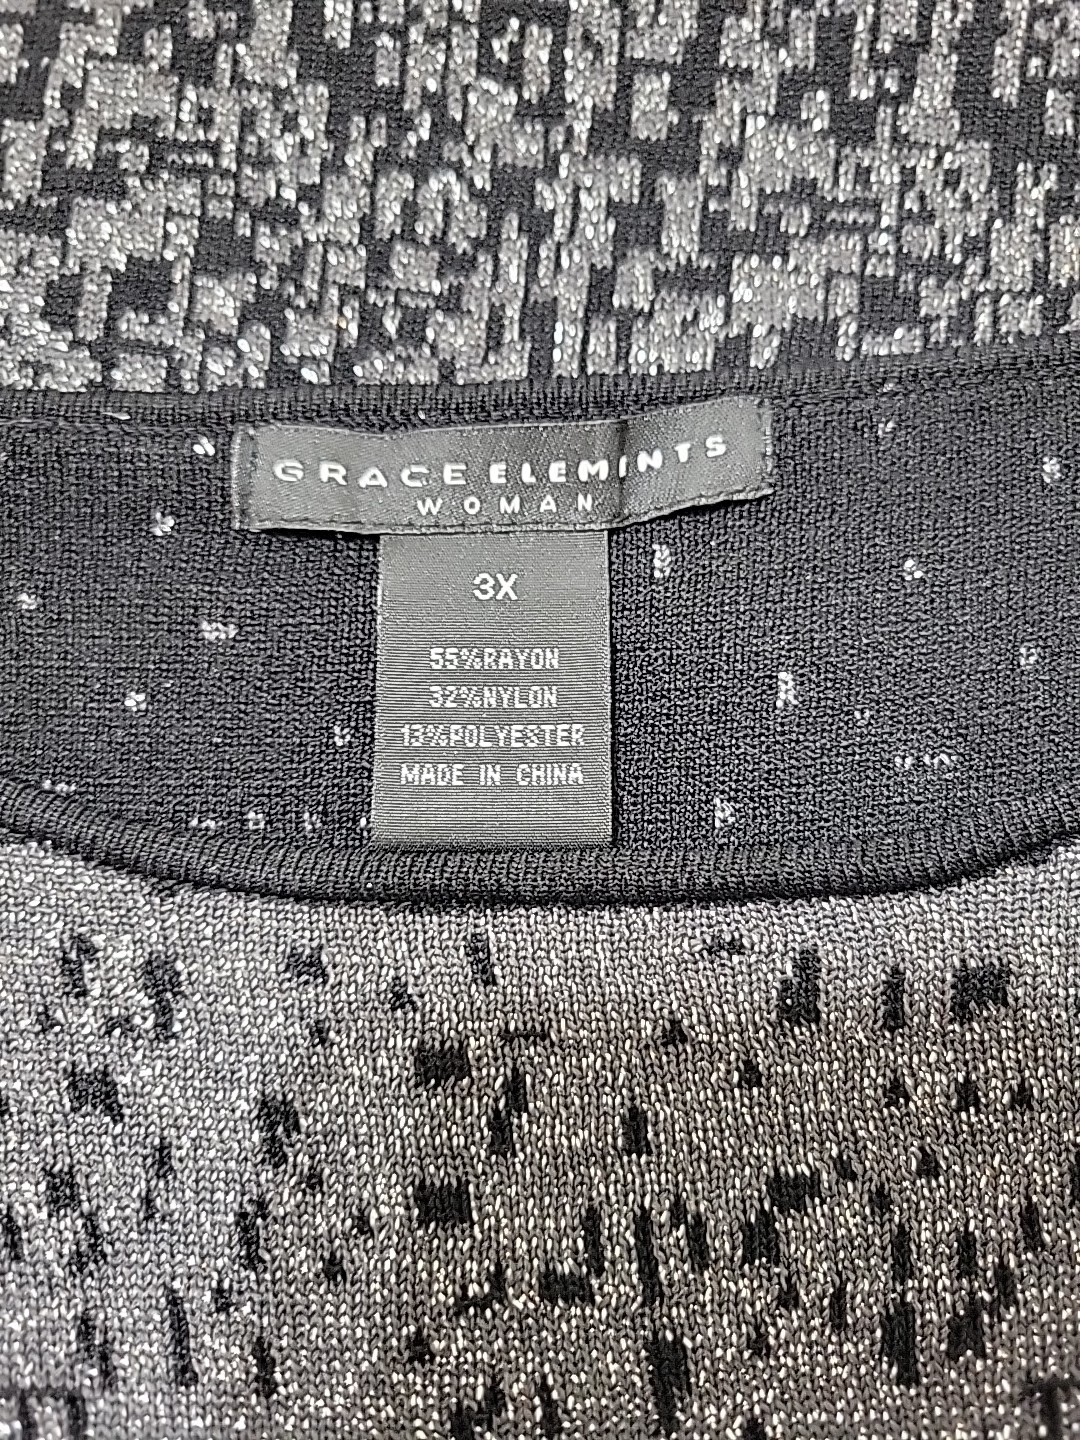 GRACE ELEMENTS
WOMAN
3X
55%RAYON
32%NYLON
13%POLYESTER
MADE IN CHINA